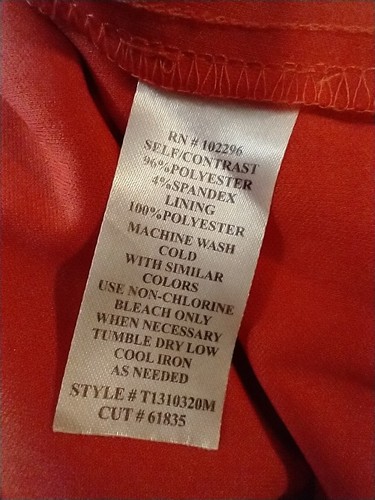 RN # 102296
SELF/CONTRAST
96%POLYESTER
4%SPANDEX
LINING
100%POLYESTER
MACHINE WASH
COLD
WITH SIMILAR
COLORS
USE NON-CHLORINE
BLEACH ONLY
WHEN NECESSARY
TUMBLE DRY LOW
COOL IRON
AS NEEDED
STYLE # T1310320M
CUT # 61835